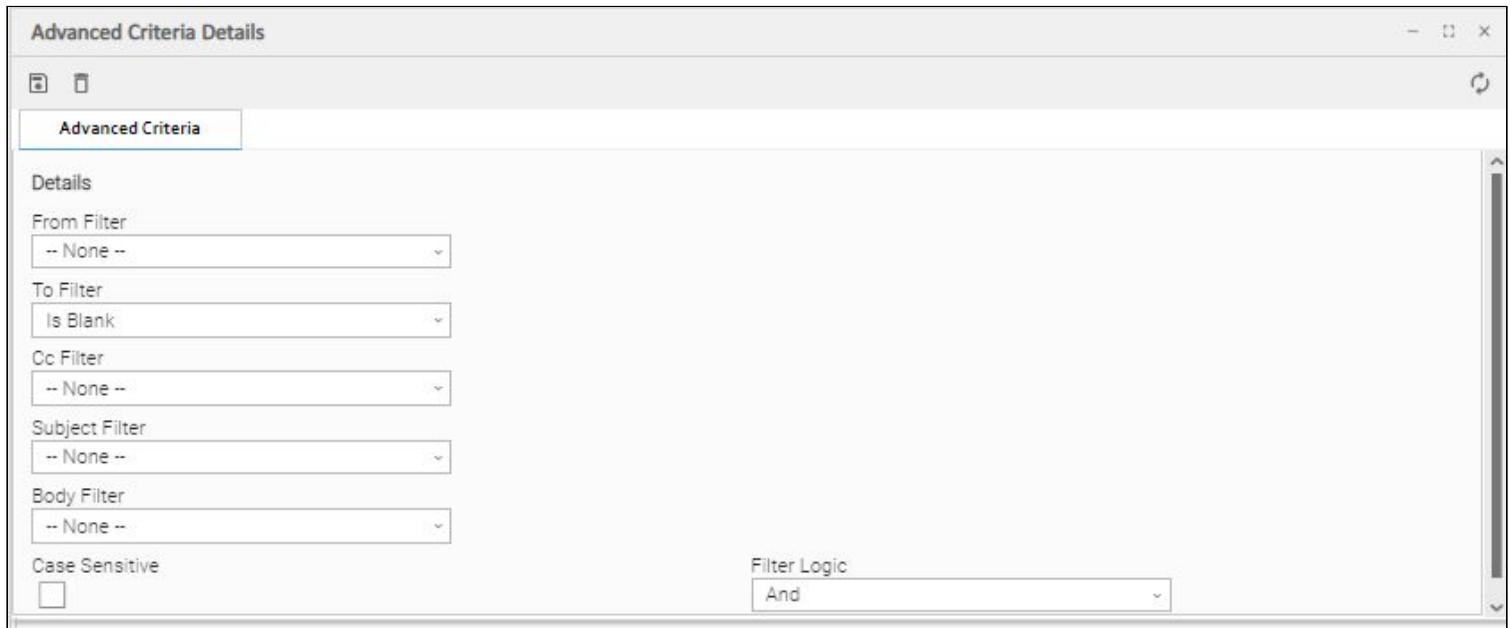 Advanced Criteria Details
Advanced Criteria
Details
From Filter
-- None --
To Filter
Is Blank
Cc Filter
-- None --
Subject Filter
-- None --
Body Filter
-- None --
Case Sensitive
Filter Logic
And